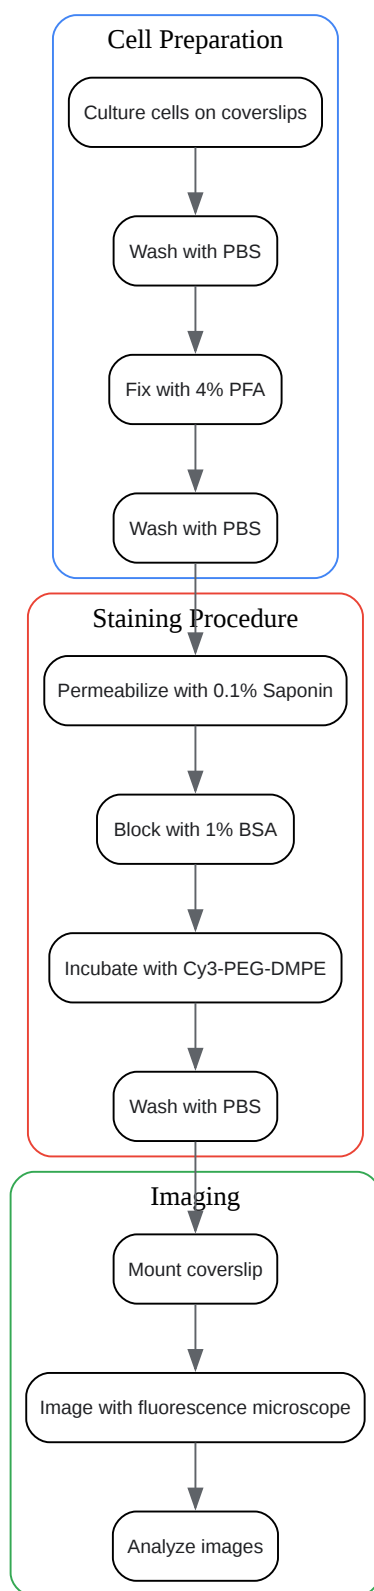 Cell Preparation
Culture cells on coverslips
Wash with PBS
Fix with 4% PFA
Wash with PBS
Staining Procedure
Permeabilize with 0.1% Saponin
Block with 1% BSA
Incubate with Cy3-PEG-DMPE
Wash with PBS
Imaging
Mount coverslip
Image with fluorescence microscope
Analyze images